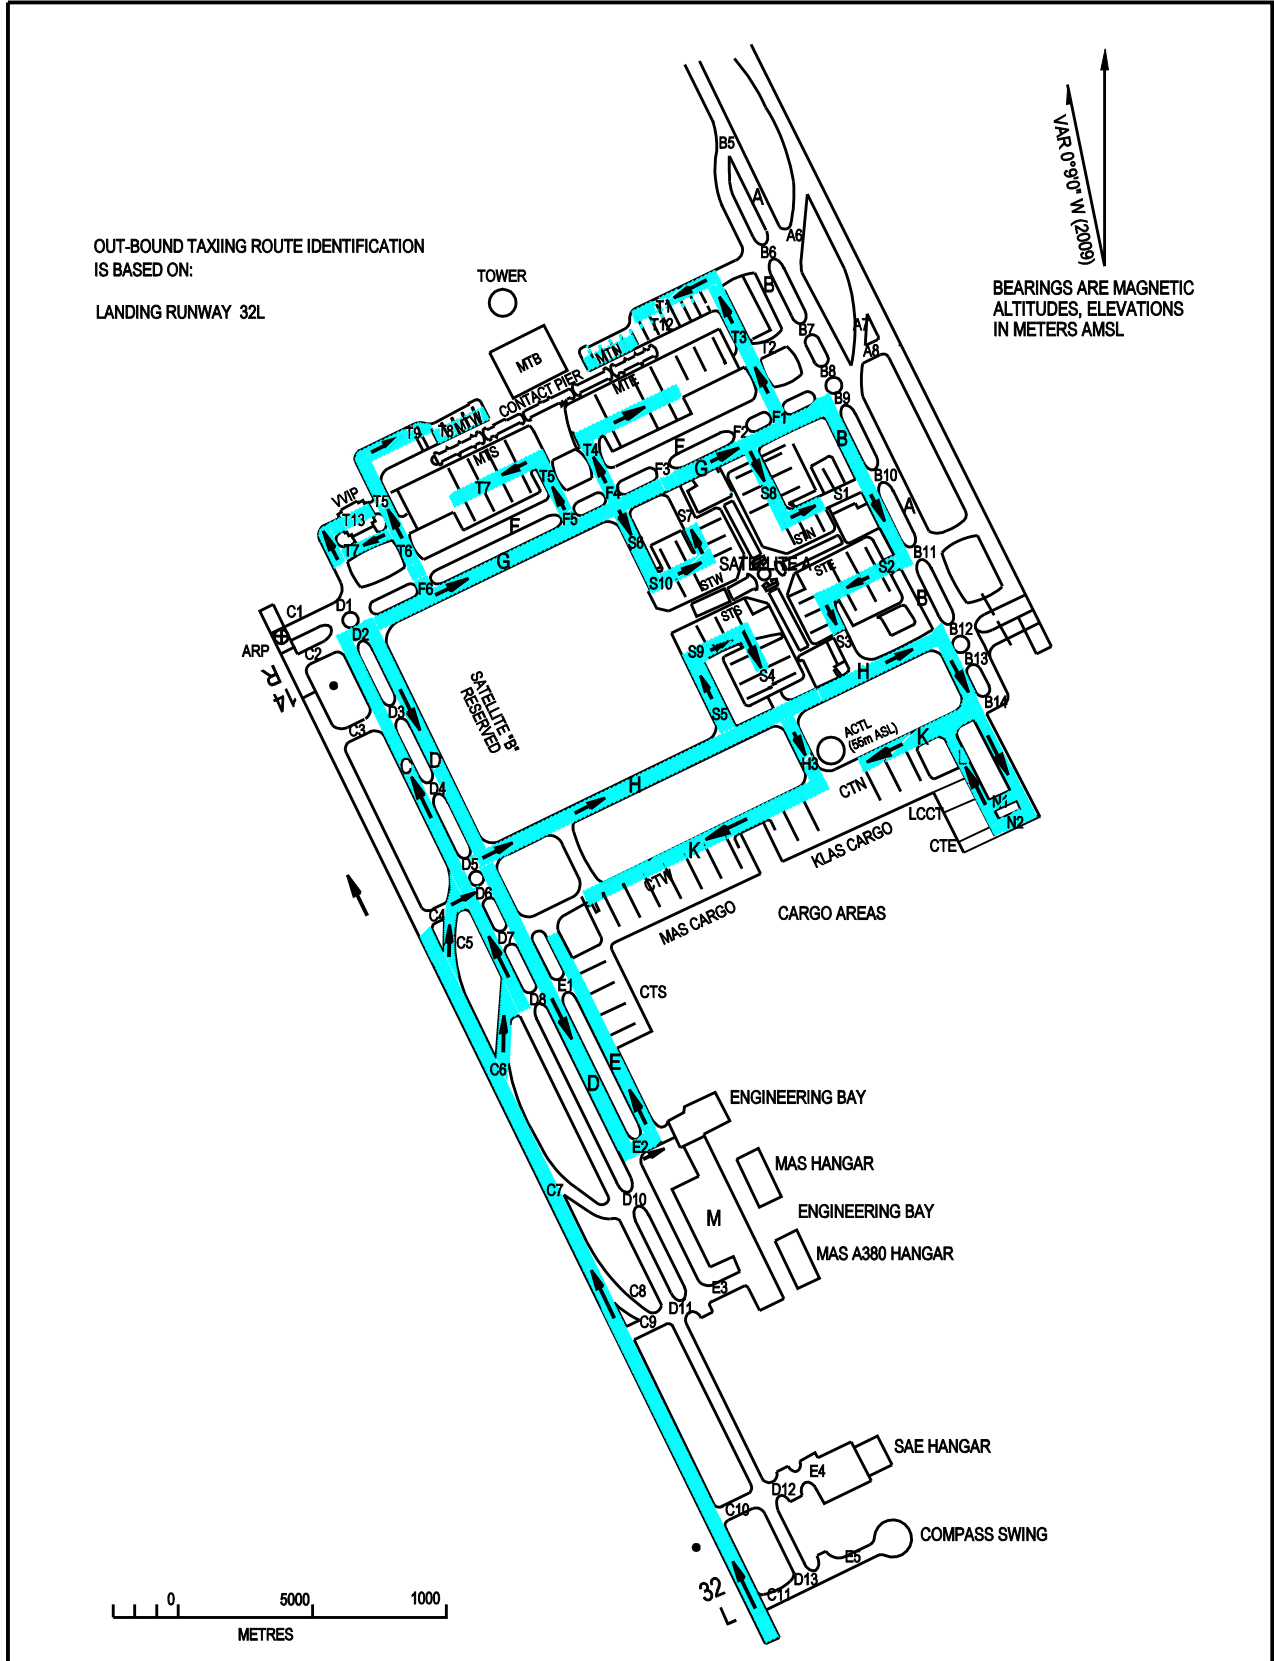 B5
A
A6
VAR 0°9'0" W (2009)
OUT-BOUND TAXIING ROUTE IDENTIFICATION
IS BASED ON:
LANDING RUNWAY 32L
TOWER
B6
B
BEARINGS ARE MAGNETIC
ALTITUDES, ELEVATIONS
IN METERS AMSL
T1
T12
T3
T2
B7
A7
A8
MTB
MTN
MTE
CONTACT PIER
B8
B9
T9
T8
MTW
MTS
F1
F2
F
G
B
T4
F3
T7
T5
F4
S8
S1
B10
A
VVIP
T13
T5
T7
T6
F
F5
S6
S7
STN
B11
G
SATELLITE A
S10
STW
STE
S2
B
F6
C1
D1
D2
ARP
C2
14
R
STS
S9
S3
B12
B13
B14
S4
H
SATELLITE "B"
RESERVED
S5
D3
C3
D
C
D4
ACTL
(55m ASL)
K
H
H3
CTN
L
N1
N2
LCCT
CTE
D5
D6
K
CTW
KLAS CARGO
MAS CARGO
CARGO AREAS
C4
C5
D7
E1
D8
CTS
C6
E
D
ENGINEERING BAY
E2
MAS HANGAR
C7
D10
M
ENGINEERING BAY
MAS A380 HANGAR
C8
E3
D11
C9
SAE HANGAR
E4
D12
C10
COMPASS SWING
E5
D13
C11
32
L
0
5000
1000
METRES